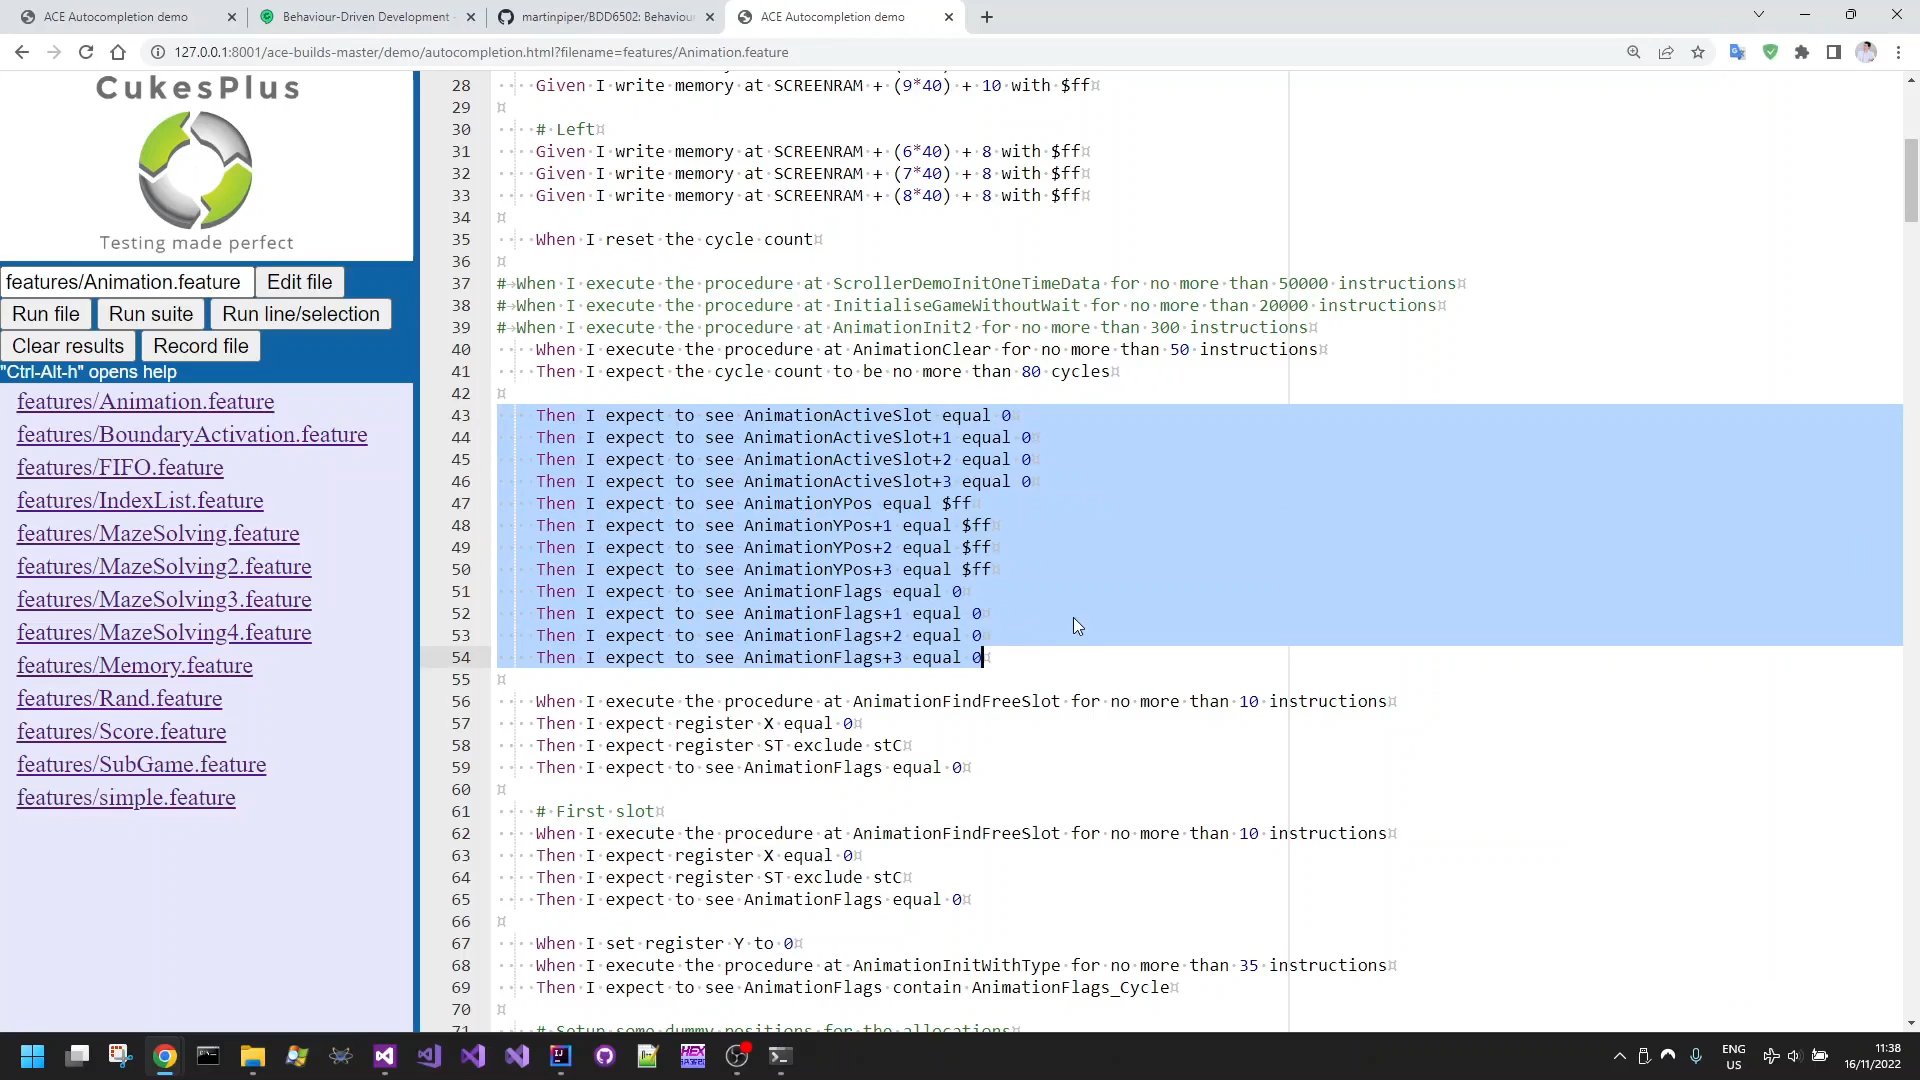 ACE Autocompletion demo
Behaviour-Driven Development -
martinpiper/BDD6502: Behaviou
ACE Autocompletion demo
127.0.0.1:8001/ace-builds-master/demo/autocompletion.html?filename=features/Animation.feature
CukesPlus
Testing made perfect
features/Animation.feature Edit file
Run file Run suite Run line/selection
Clear results Record file
"Ctrl-Alt-h" opens help
features/Animation.feature
features/BoundaryActivation.feature
features/FIFO.feature
features/IndexList.feature
features/MazeSolving.feature
features/MazeSolving2.feature
features/MazeSolving3.feature
features/MazeSolving4.feature
features/Memory.feature
features/Rand.feature
features/Score.feature
features/SubGame.feature
features/simple.feature
28 Given I write memory at SCREENRAM + (9*40) + 10 with $ff
29
30 # Left
31 Given I write memory at SCREENRAM + (6*40) + 8 with $ff
32 Given I write memory at SCREENRAM + (7*40) + 8 with $ff
33 Given I write memory at SCREENRAM + (8*40) + 8 with $ff
34
35 When I reset the cycle count
36
37 # When I execute the procedure at ScrollerDemoInitOneTimeData for no more than 50000 instructions
38 # When I execute the procedure at InitialiseGameWithoutWait for no more than 20000 instructions
39 # When I execute the procedure at AnimationInit2 for no more than 300 instructions
40 When I execute the procedure at AnimationClear for no more than 50 instructions
41 Then I expect the cycle count to be no more than 80 cycles
42
43 Then I expect to see AnimationActiveSlot equal 0
44 Then I expect to see AnimationActiveSlot+1 equal 0
45 Then I expect to see AnimationActiveSlot+2 equal 0
46 Then I expect to see AnimationActiveSlot+3 equal 0
47 Then I expect to see AnimationYPos equal $ff
48 Then I expect to see AnimationYPos+1 equal $ff
49 Then I expect to see AnimationYPos+2 equal $ff
50 Then I expect to see AnimationYPos+3 equal $ff
51 Then I expect to see AnimationFlags equal 0
52 Then I expect to see AnimationFlags+1 equal 0
53 Then I expect to see AnimationFlags+2 equal 0
54 Then I expect to see AnimationFlags+3 equal 0
55
56 When I execute the procedure at AnimationFindFreeSlot for no more than 10 instructions
57 Then I expect register X equal 0
58 Then I expect register ST exclude stC
59 Then I expect to see AnimationFlags equal 0
60
61 # First slot
62 When I execute the procedure at AnimationFindFreeSlot for no more than 10 instructions
63 Then I expect register X equal 0
64 Then I expect register ST exclude stC
65 Then I expect to see AnimationFlags equal 0
66
67 When I set register Y to 0
68 When I execute the procedure at AnimationInitWithType for no more than 35 instructions
69 Then I expect to see AnimationFlags contain AnimationFlags_Cycle
70
71 # Setup some dummy positions for the allocations
HEX
ENG
US
11:38
16/11/2022